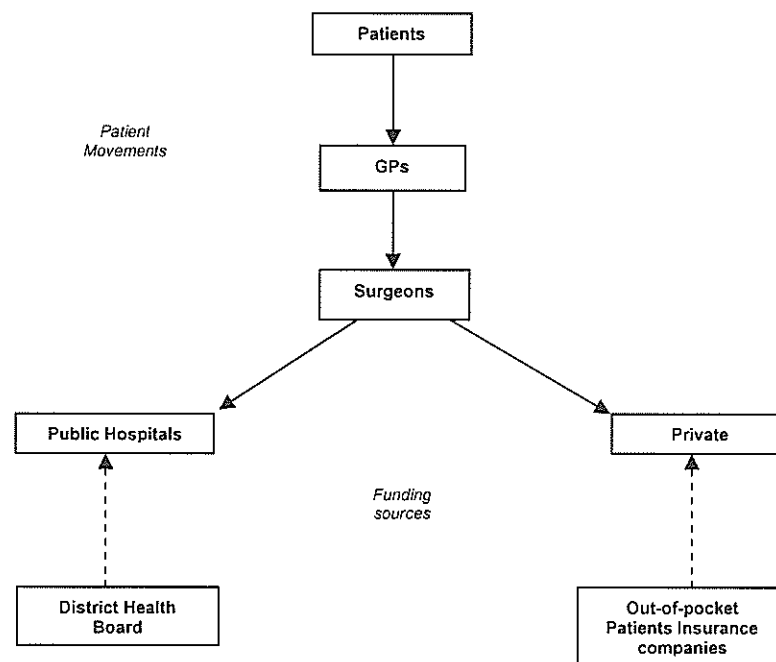 Patients
Patient
Movements
GPs
Surgeons
Public Hospitals
Private
Funding
sources
District Health
Board
Out-of-pocket
Patients Insurance
companies